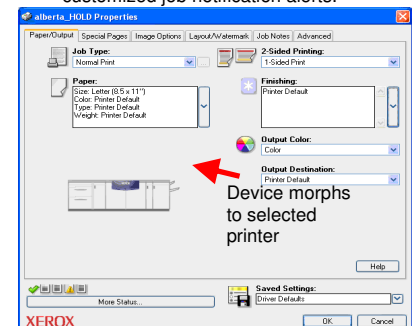 customized job notification alerts.
alberta_HOLD Properties
Paper/Output Special Pages Image Options Layout/Watermark Job Notes Advanced
Job Type:
Normal Print
2-Sided Printing:
1-Sided Print
Paper:
Size: Letter (8.5 x 11")
Color: Printer Default
Type: Printer Default
Weight: Printer Default
Finishing:
Printer Default
Output Color:
Color
Output Destination:
Printer Default
Device morphs
to selected
printer
Help
More Status...
Saved Settings:
Driver Defaults
XEROX
OK Cancel